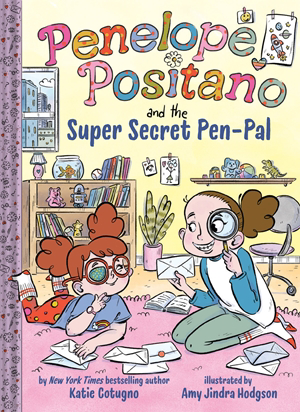 Penelope
Positano
and the
Super Secret Pen-Pal
by New York Times bestselling author
Katie Cotugno
illustrated by
Amy Jindra Hodgson